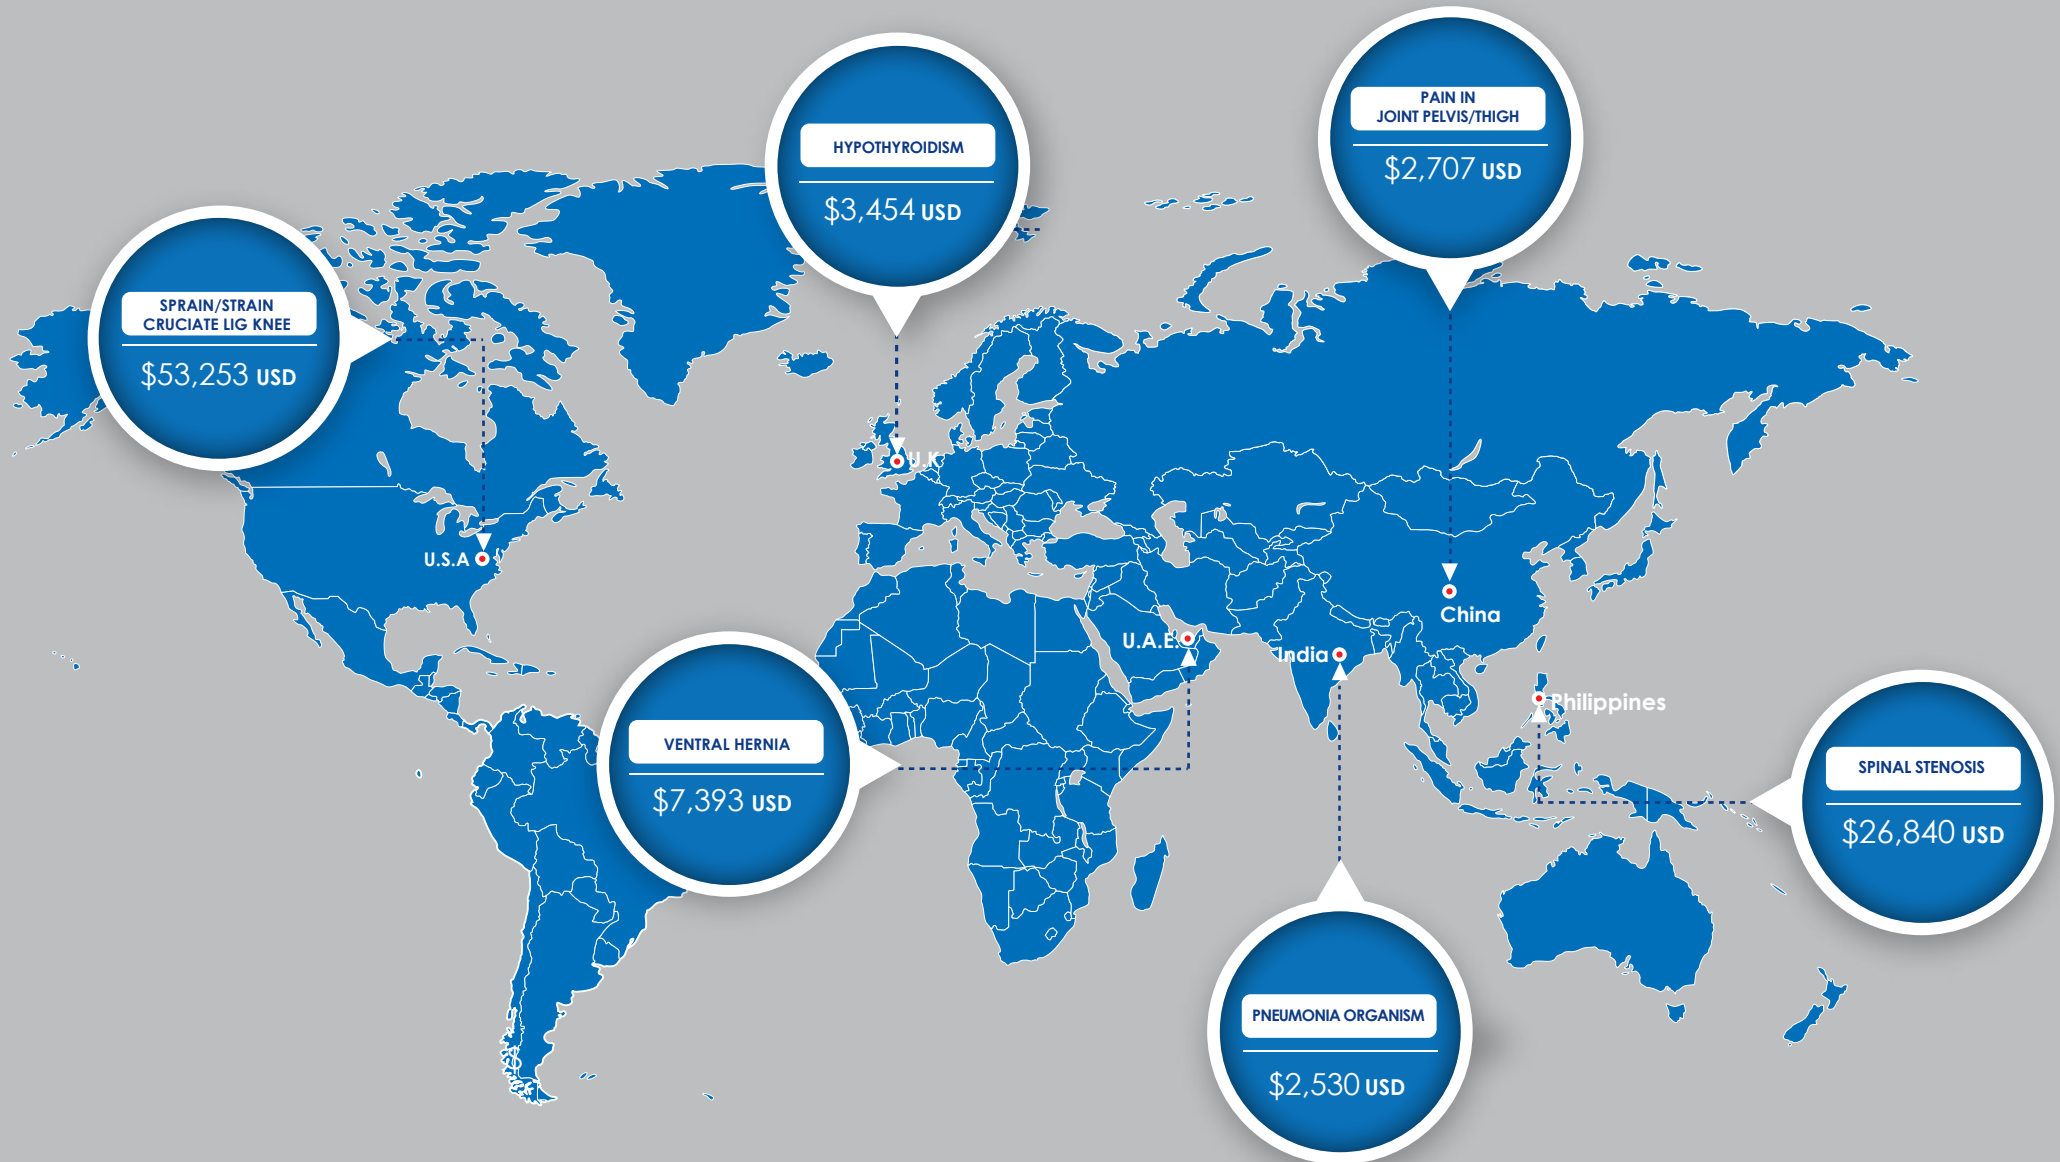 HYPOTHYROIDISM
$3,454 USD
PAIN IN
JOINT PELVIS/THIGH
$2,707 USD
SPRAIN/STRAIN
CRUCIATE LIG KNEE
$53,253 USD
U.K
U.S.A
China
U.A.E.
India
Philippines
VENTRAL HERNIA
$7,393 USD
SPINAL STENOSIS
$26,840 USD
PNEUMONIA ORGANISM
$2,530 USD
$